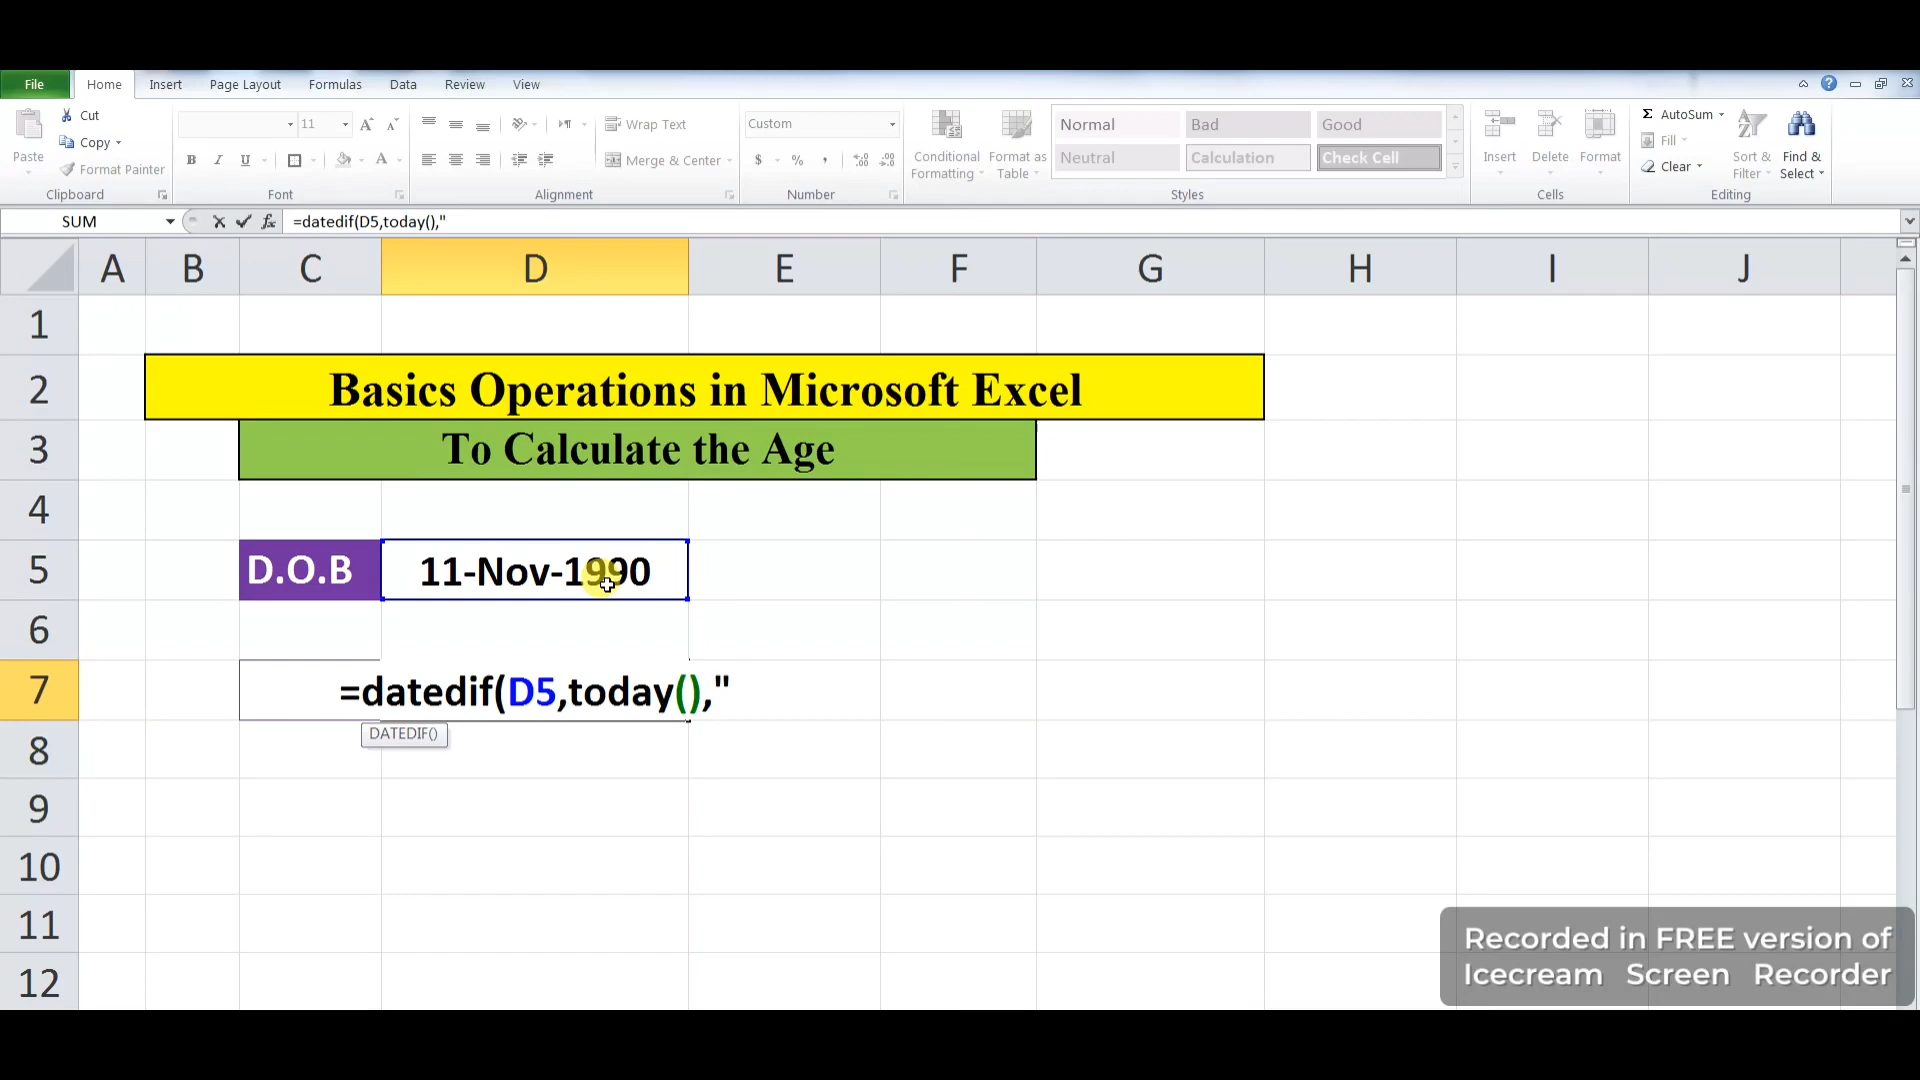 File Home Insert Page Layout Formulas Data Review View
Paste Cut Copy Format Painter Clipboard
11 B I U A Font
Wrap Text Merge & Center Alignment
Custom $ % , Number
Conditional Formatting Format as Table
Normal Bad Good
Neutral Calculation Check Cell
Styles
Insert Delete Format Cells
Σ AutoSum Fill Clear Sort & Filter Find & Select Editing
SUM =datedif(D5,today(),"
A B C D E F G H I J
1
2 Basics Operations in Microsoft Excel
3 To Calculate the Age
4
5 D.O.B 11-Nov-1990
6
7 =datedif(D5,today(),"
DATEDIF()
8
9
10
11
12
Recorded in FREE version of
Icecream Screen Recorder